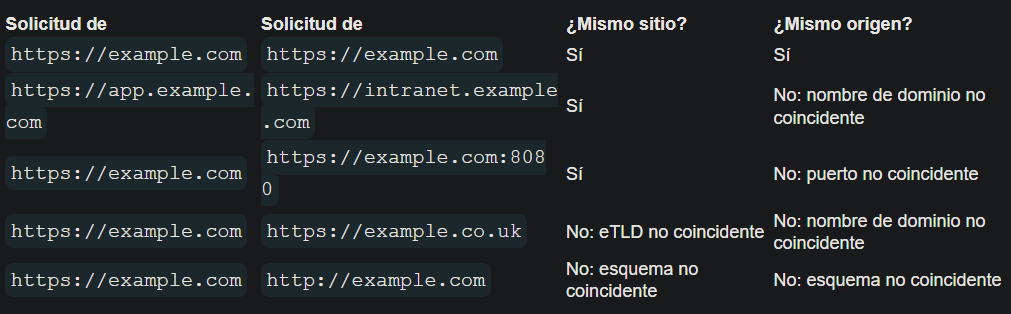 Solicitud de Solicitud de ¿Mismo sitio? ¿Mismo origen?
https://example.com https://example.com Sí Sí
https://app.example.
com
https://intranet.example
.com
Sí
No: nombre de dominio no
coincidente
https://example.com
https://example.com:808
0
Sí
No: puerto no coincidente
https://example.com
https://example.co.uk
No: eTLD no coincidente
No: nombre de dominio no
coincidente
https://example.com
http://example.com
No: esquema no
coincidente
No: esquema no coincidente